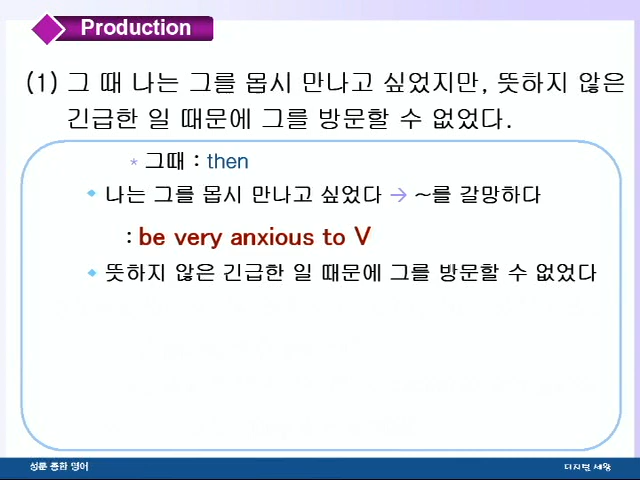 Production
(1) 그 때 나는 그를 몹시 만나고 싶었지만, 뜻하지 않은
긴급한 일 때문에 그를 방문할 수 없었다.
* 그때 : then
나는 그를 몹시 만나고 싶었다 → ~를 갈망하다
: be very anxious to V
뜻하지 않은 긴급한 일 때문에 그를 방문할 수 없었다
성문 종합 영어
디지털 세왕